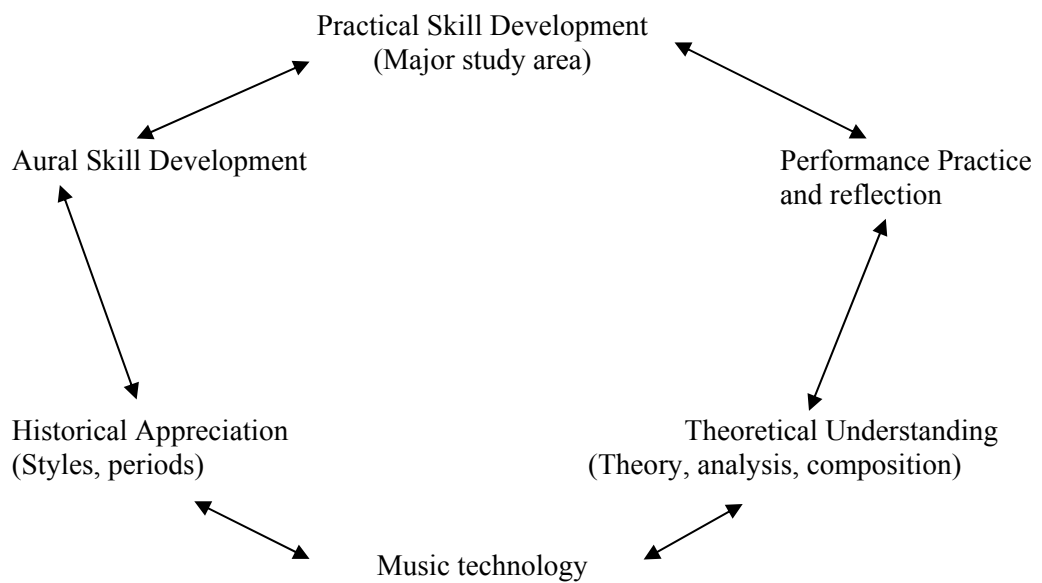 Practical Skill Development
(Major study area)
Aural Skill Development
Performance Practice
and reflection
Historical Appreciation
(Styles, periods)
Theoretical Understanding
(Theory, analysis, composition)
Music technology